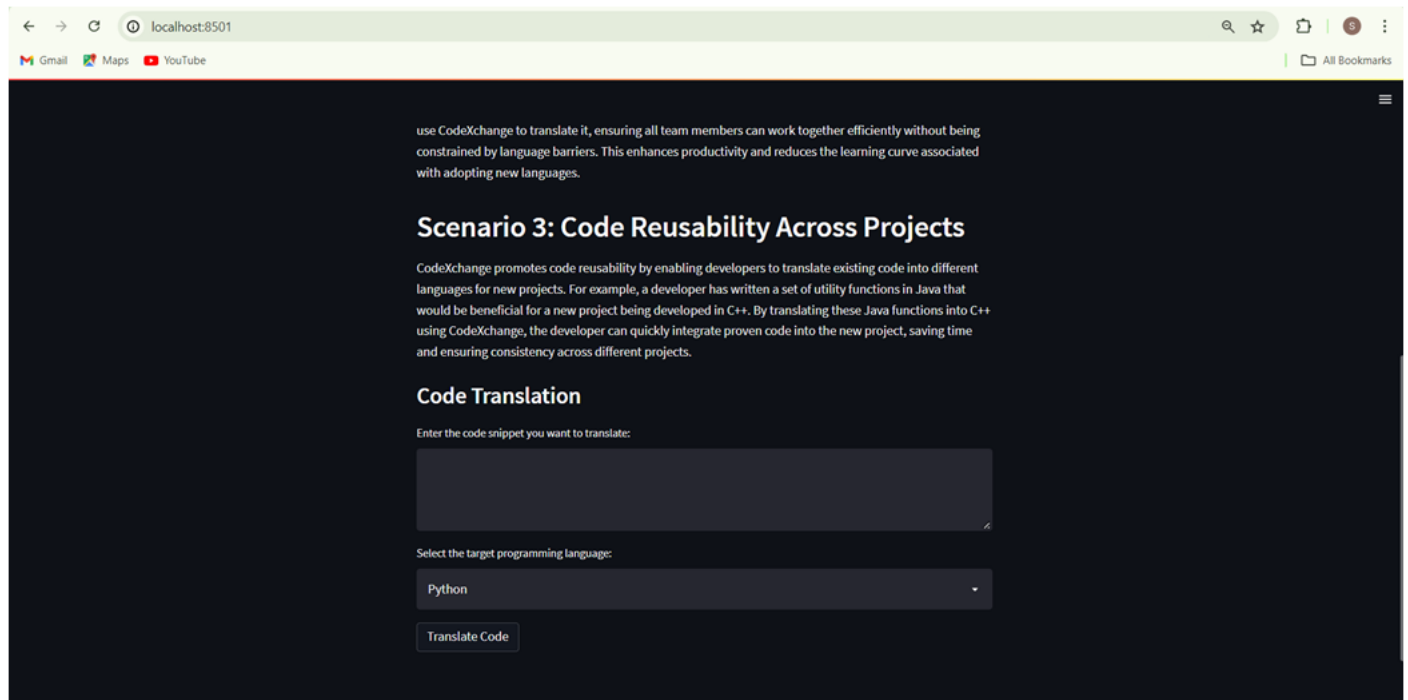 localhost:8501
S
Gmail Maps YouTube
All Bookmarks
use CodeXchange to translate it, ensuring all team members can work together efficiently without being
constrained by language barriers. This enhances productivity and reduces the learning curve associated
with adopting new languages.
Scenario 3: Code Reusability Across Projects
CodeXchange promotes code reusability by enabling developers to translate existing code into different
languages for new projects. For example, a developer has written a set of utility functions in Java that
would be beneficial for a new project being developed in C++. By translating these Java functions into C++
using CodeXchange, the developer can quickly integrate proven code into the new project, saving time
and ensuring consistency across different projects.
Code Translation
Enter the code snippet you want to translate:
Select the target programming language:
Python
Translate Code